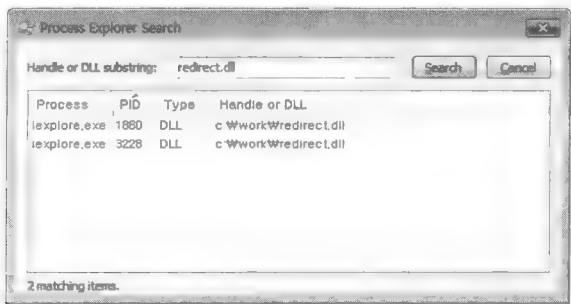 Process Explorer Search
Handle or DLL substring: redirect.dll Search Cancel
Process PID Type Handle or DLL
iexplore.exe 1860 DLL c:₩work₩redirect.dll
iexplore.exe 3228 DLL c:₩work₩redirect.dll
2 matching items.